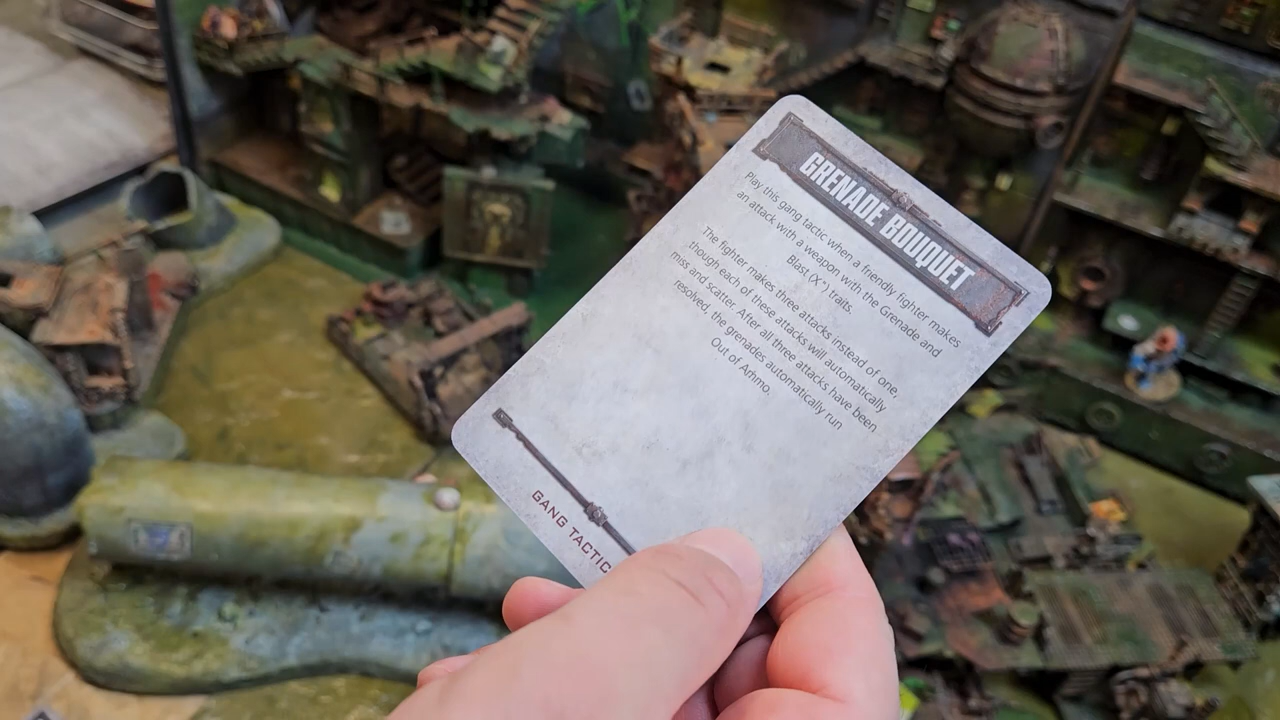 GRENADE BOUQUET
Play this gang tactic when a friendly fighter makes
an attack with a weapon with the Grenade and
Blast (X") traits.
The fighter makes three attacks instead of one,
though each of these attacks will automatically
miss and scatter. After all three attacks have been
resolved, the grenades automatically run
Out of Ammo.
GANG TACTIC